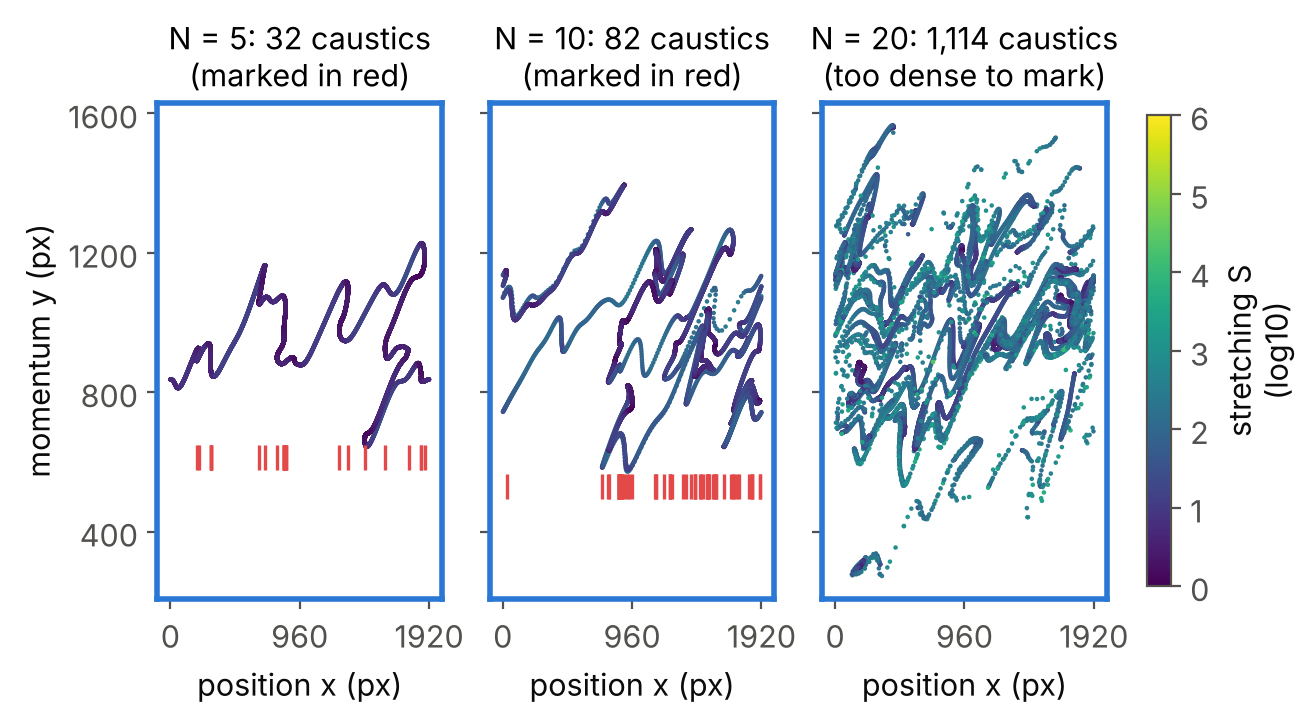 N = 5: 32 caustics
(marked in red)
N = 10: 82 caustics
(marked in red)
N = 20: 1,114 caustics
(too dense to mark)
momentum y (px)
1600
1200
800
400
0 960 1920
position x (px)
0 960 1920
position x (px)
0 960 1920
position x (px)
6
5
4
3
2
1
0
stretching S
(log10)